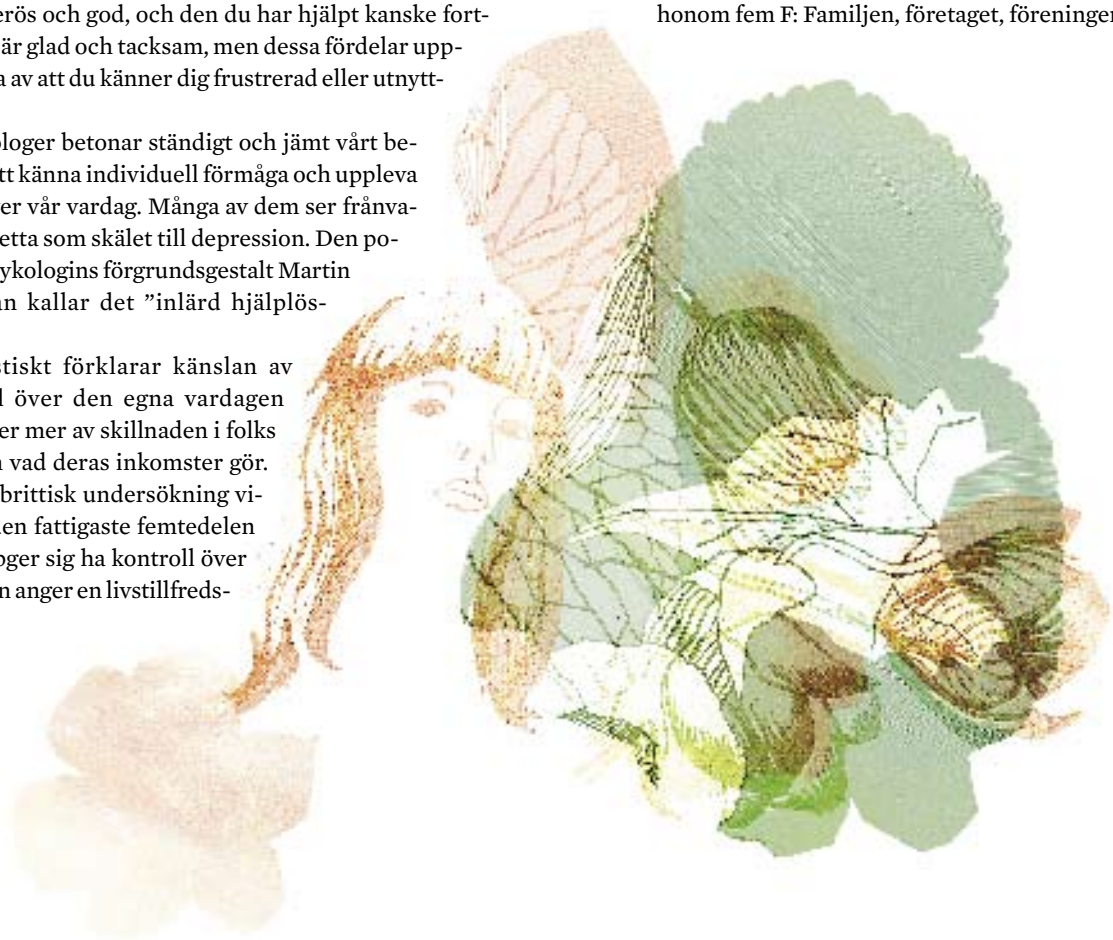 erös och god, och den du har hjälpt kanske fort-
är glad och tacksam, men dessa fördelar upp-
av att du känner dig frustrerad eller utnytt-
loger betonar ständigt och jämt vårt be-
tt känna individuell förmåga och uppleva
er vår vardag. Många av dem ser frånva-
etta som skälet till depression. Den po-
ykologins förgrundsgestalt Martin
n kallar det ”inlärd hjälplös-
tiskt förklarar känslan av
över den egna vardagen
er mer av skillnaden i folks
vad deras inkomster gör.
brittisk undersökning vi-
en fattigaste femtedelen
ger sig ha kontroll över
n anger en livstillfreds-
honom fem F: Familjen, företaget, föreningen